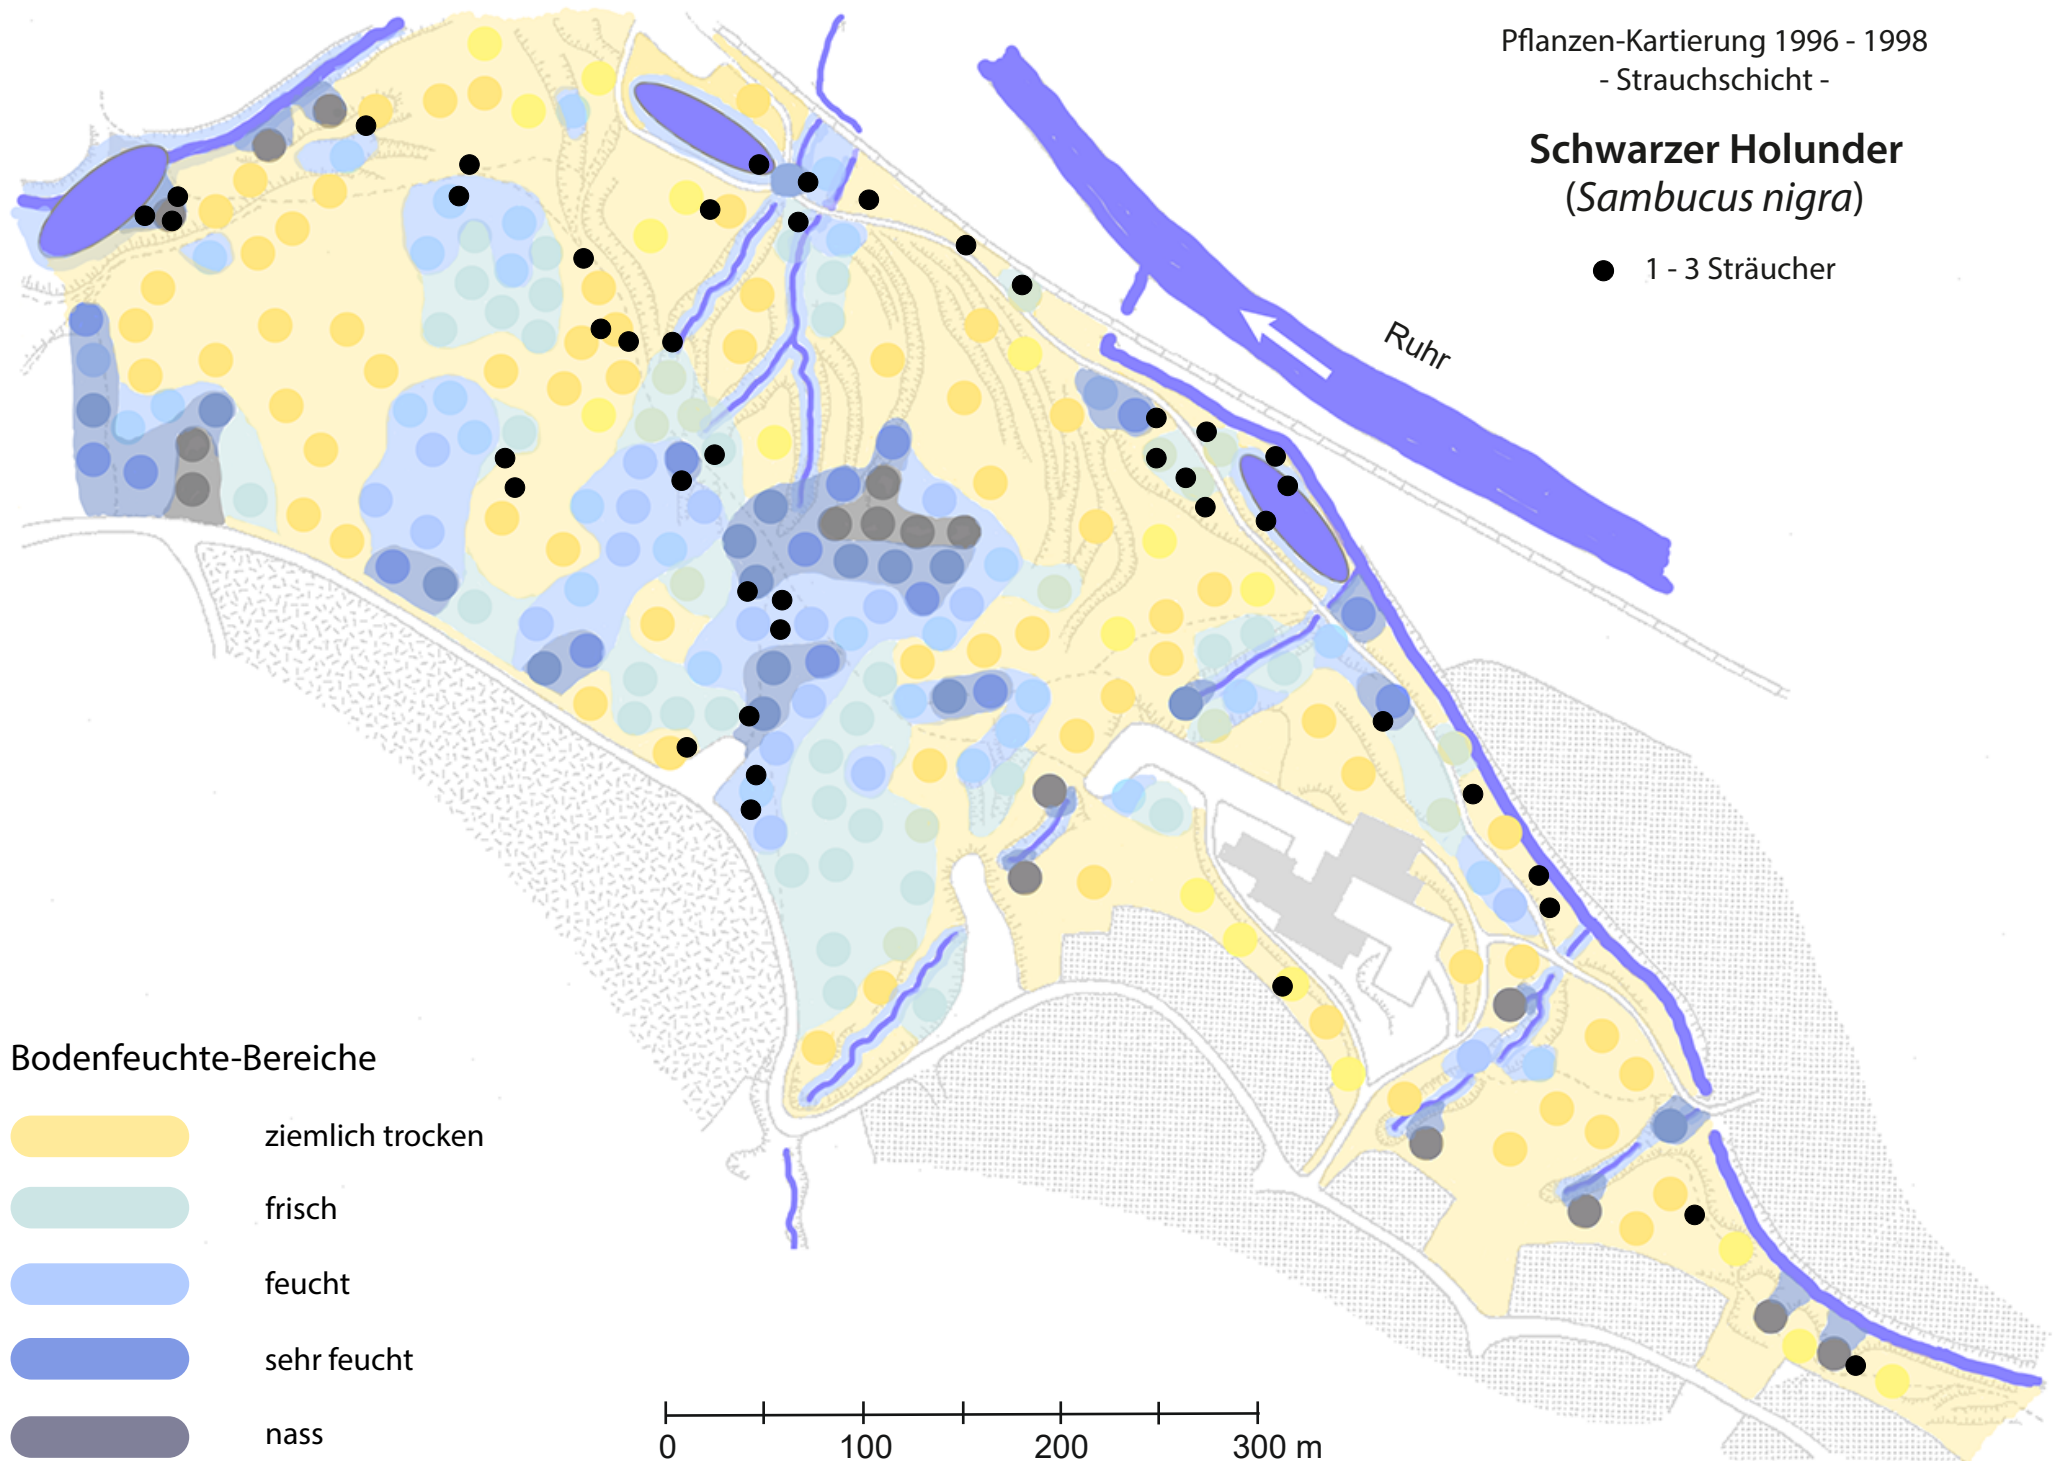 Pflanzen-Kartierung 1996 - 1998
- Strauchschicht -
Schwarzer Holunder
(Sambucus nigra)
1 - 3 Sträucher
Ruhr
Bodenfeuchte-Bereiche
ziemlich trocken
frisch
feucht
sehr feucht
nass
0 100 200 300 m